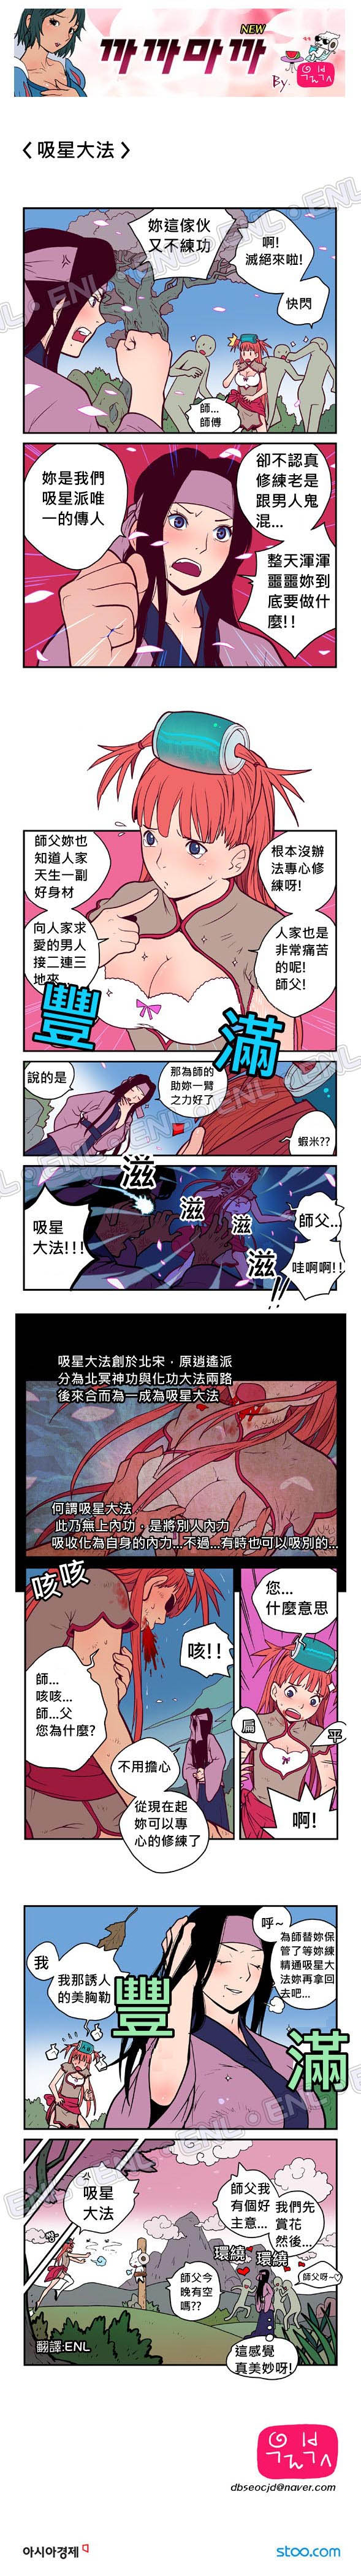 NEW
까까마까
By.
〈吸星大法〉
妳這傢伙
又不練功
啊!
滅絕來啦!
快閃
師...
師傅
妳是我們
吸星派唯
一的傳人
卻不認真
修練老是
跟男人鬼
混...
整天渾渾
噩噩妳到
底要做什
麼!!
師父妳也
知道人家
天生一副
好身材
根本沒辦
法專心修
練呀!
向人家求
愛的男人
接二連三
地來
人家也是
非常痛苦
的呢!
師父!
豐
滿
說的是
那為師的
助妳一臂
之力好了
蝦米??
滋
滋
滋
滋
吸星
大法!!!
師父...
哇啊啊!!
!!
吸星大法創於北宋，原逍遙派
分為北冥神功與化功大法兩路
後來合而為一成為吸星大法
何謂吸星大法
此乃無上內功，是將別人內力
吸收化為自身的內力...不過...有時也可以吸別的...
咳咳
師...
咳咳...
師...父
您為什麼?
咳!!
不用擔心
從現在起
妳可以專
心的修練了
您...
什麼意思
扁
平
啊!
我
我那誘人
的美胸勒
呼~
為師替妳保
管了等妳練
精通吸星大
法妳再拿回
去吧...
豐
滿
吸星
大法
師父我
有個好
主意...
我們先
賞花
然後...
環繞
環繞
師父今
晚有空
嗎??
師父呀~♡
這感覺
真美妙呀!
翻譯:ENL
dbseocjd@naver.com
아시아경제
stoo.com
ENL•ENL•ENL
ENL•ENL•ENL
ENL•ENL•ENL